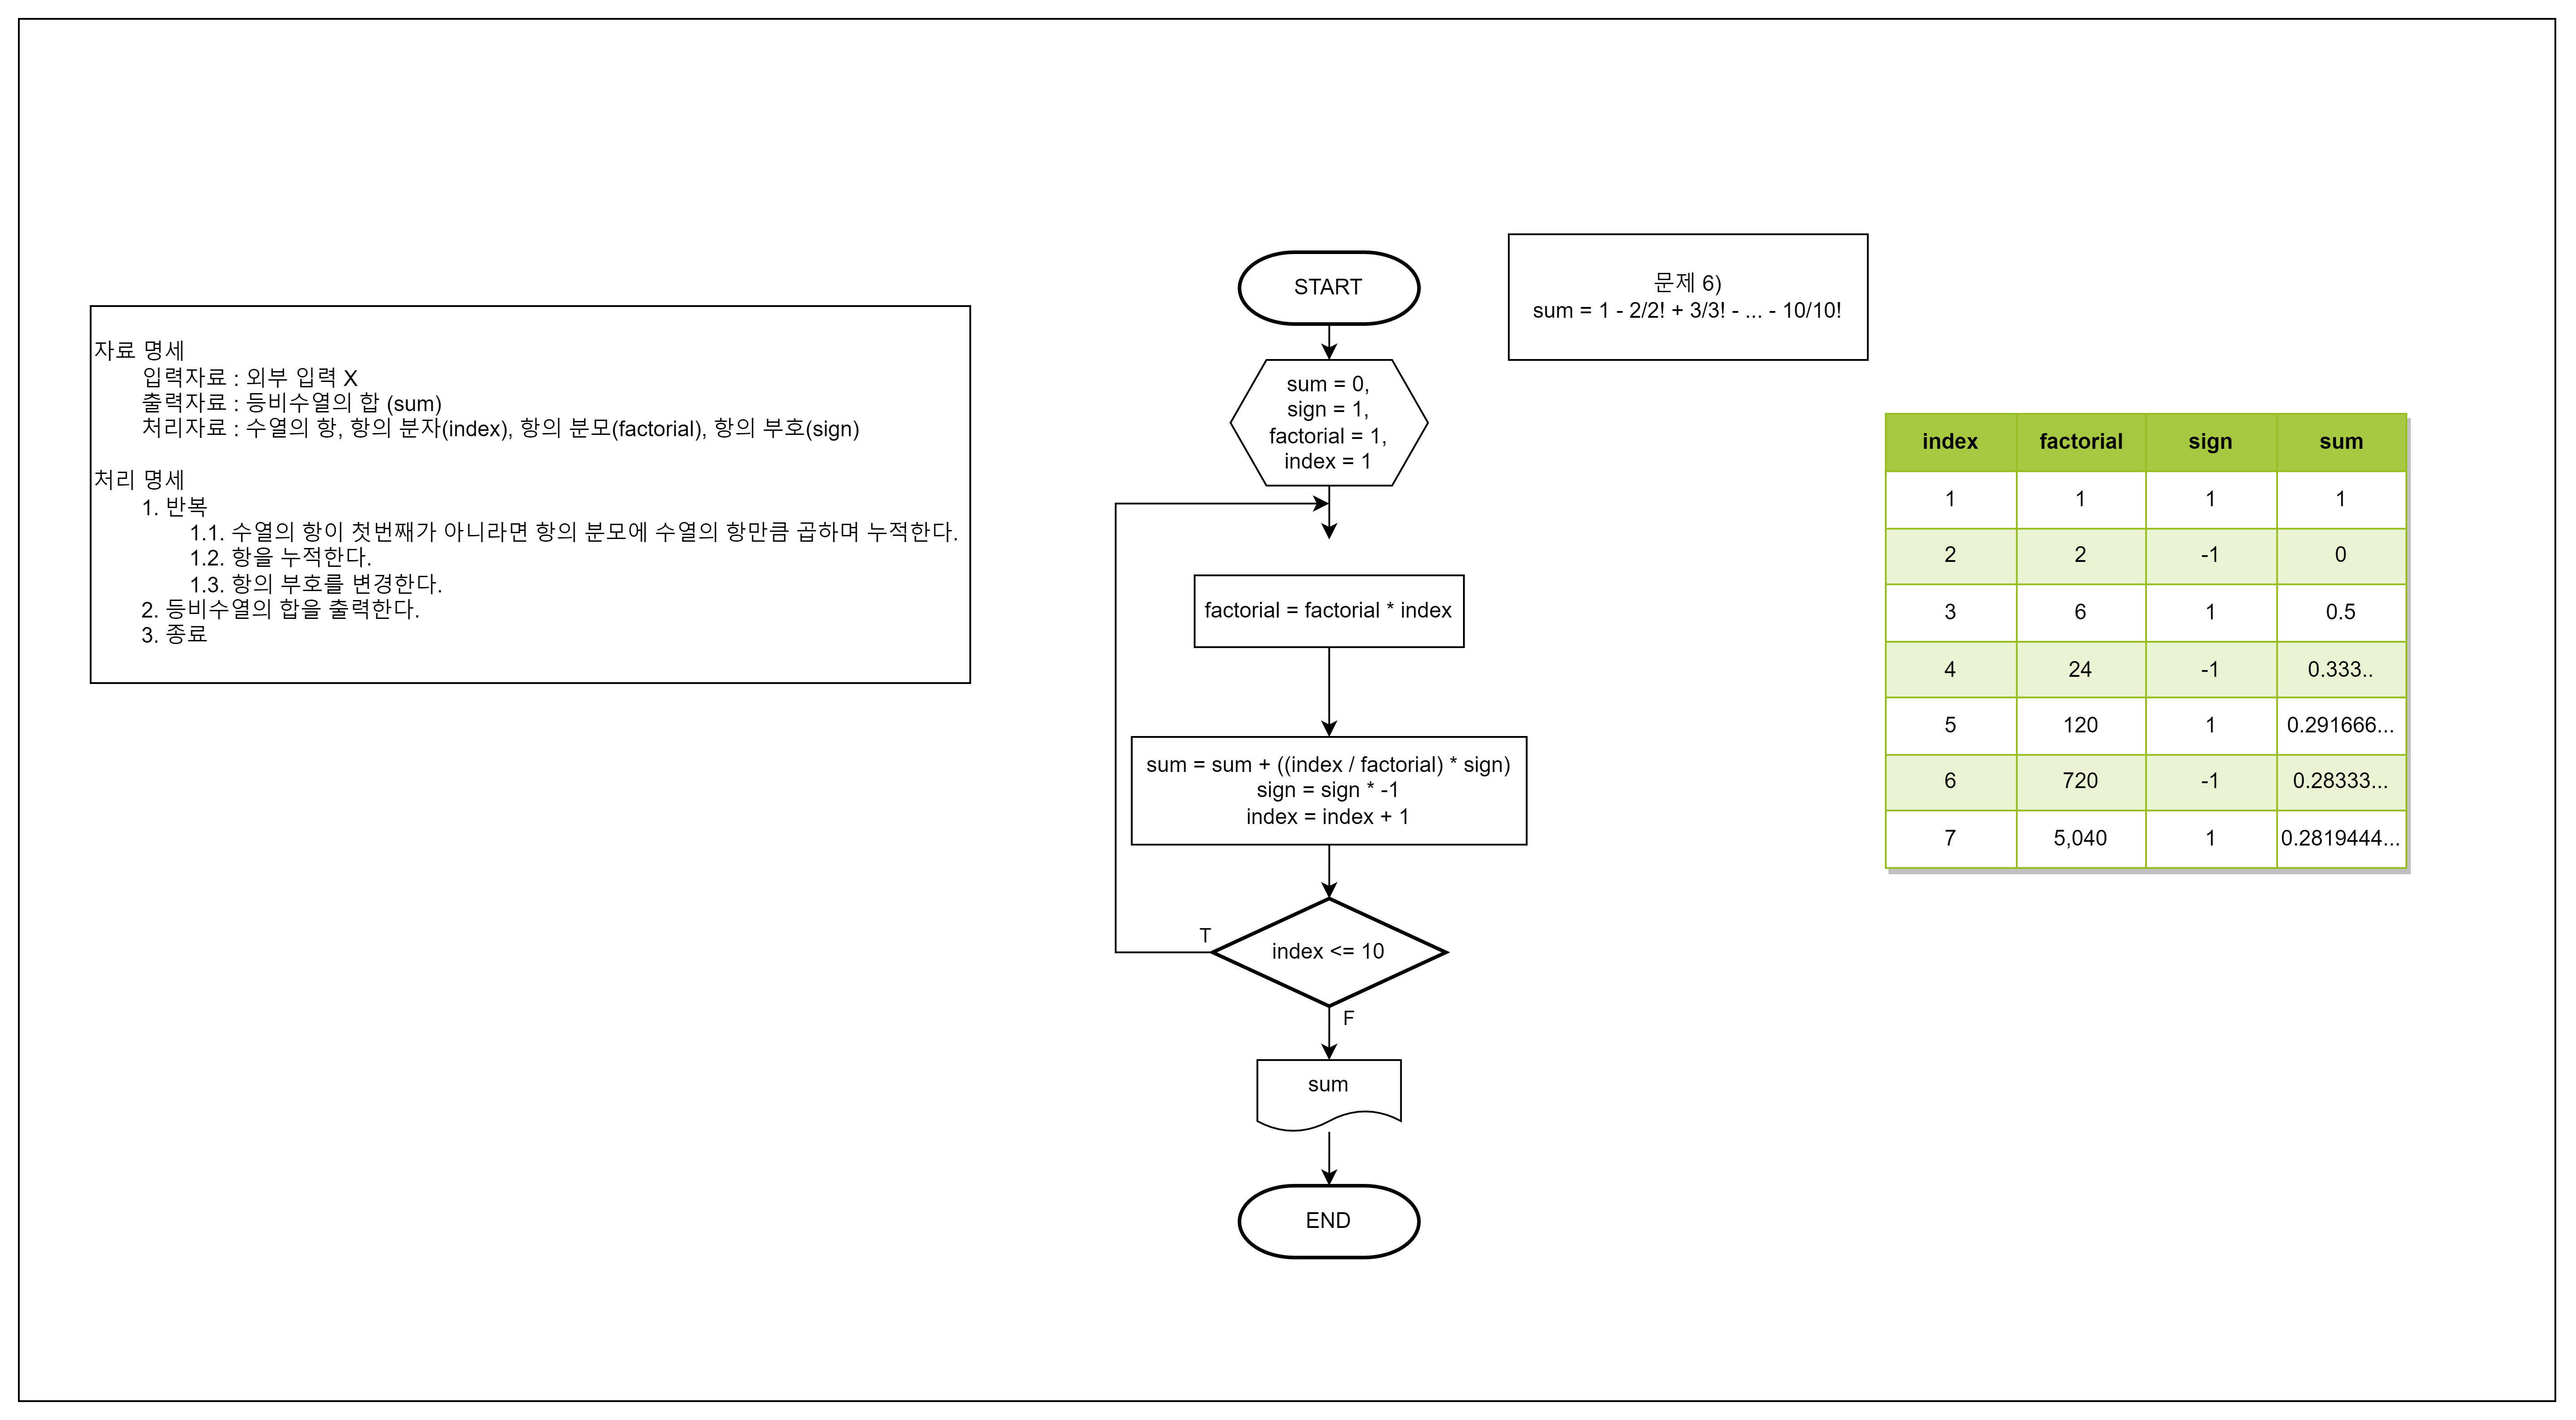 자료 명세
입력자료 : 외부 입력 X
출력자료 : 등비수열의 합 (sum)
처리자료 : 수열의 항, 항의 분자(index), 항의 분모(factorial), 항의 부호(sign)
처리 명세
1. 반복
1.1. 수열의 항이 첫번째가 아니라면 항의 분모에 수열의 항만큼 곱하며 누적한다.
1.2. 항을 누적한다.
1.3. 항의 부호를 변경한다.
2. 등비수열의 합을 출력한다.
3. 종료
START
sum = 0,
sign = 1,
factorial = 1,
index = 1
factorial = factorial * index
sum = sum + ((index / factorial) * sign)
sign = sign * -1
index = index + 1
T
index <= 10
F
sum
END
문제 6)
sum = 1 - 2/2! + 3/3! - ... - 10/10!
index factorial sign sum
1 1 1 1
2 2 -1 0
3 6 1 0.5
4 24 -1 0.333..
5 120 1 0.291666...
6 720 -1 0.28333...
7 5,040 1 0.2819444...